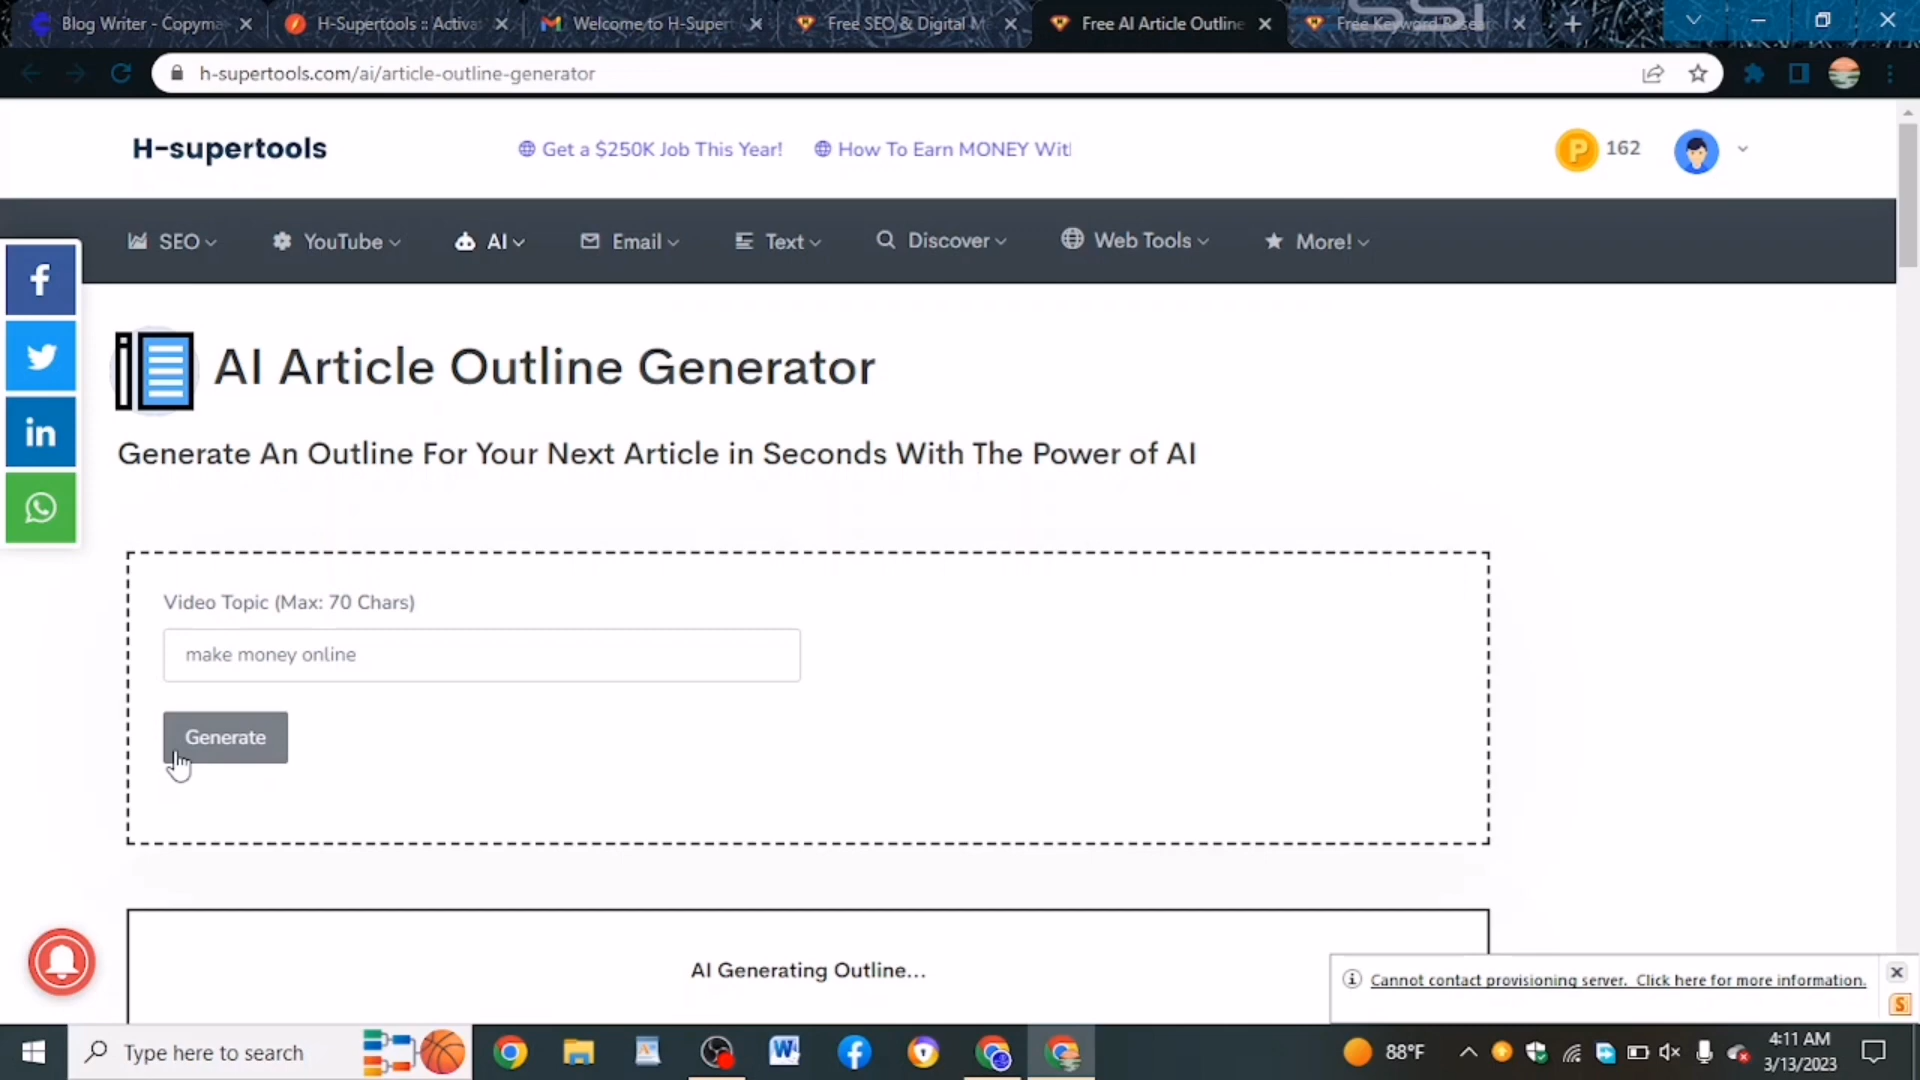 Blog Writer - Copyma
H-Supertools :: Activa
Welcome to H-Super
Free SEO & Digital M
Free AI Article Outline
Free Keyword Resear
h-supertools.com/ai/article-outline-generator
H-supertools
Get a $250K Job This Year!
How To Earn MONEY Wit
P 162
SEO
YouTube
AI
Email
Text
Discover
Web Tools
More!
AI Article Outline Generator
Generate An Outline For Your Next Article in Seconds With The Power of AI
Video Topic (Max: 70 Chars)
make money online
Generate
AI Generating Outline...
Cannot contact provisioning server. Click here for more information.
Type here to search
88°F
4:11 AM
3/13/2023